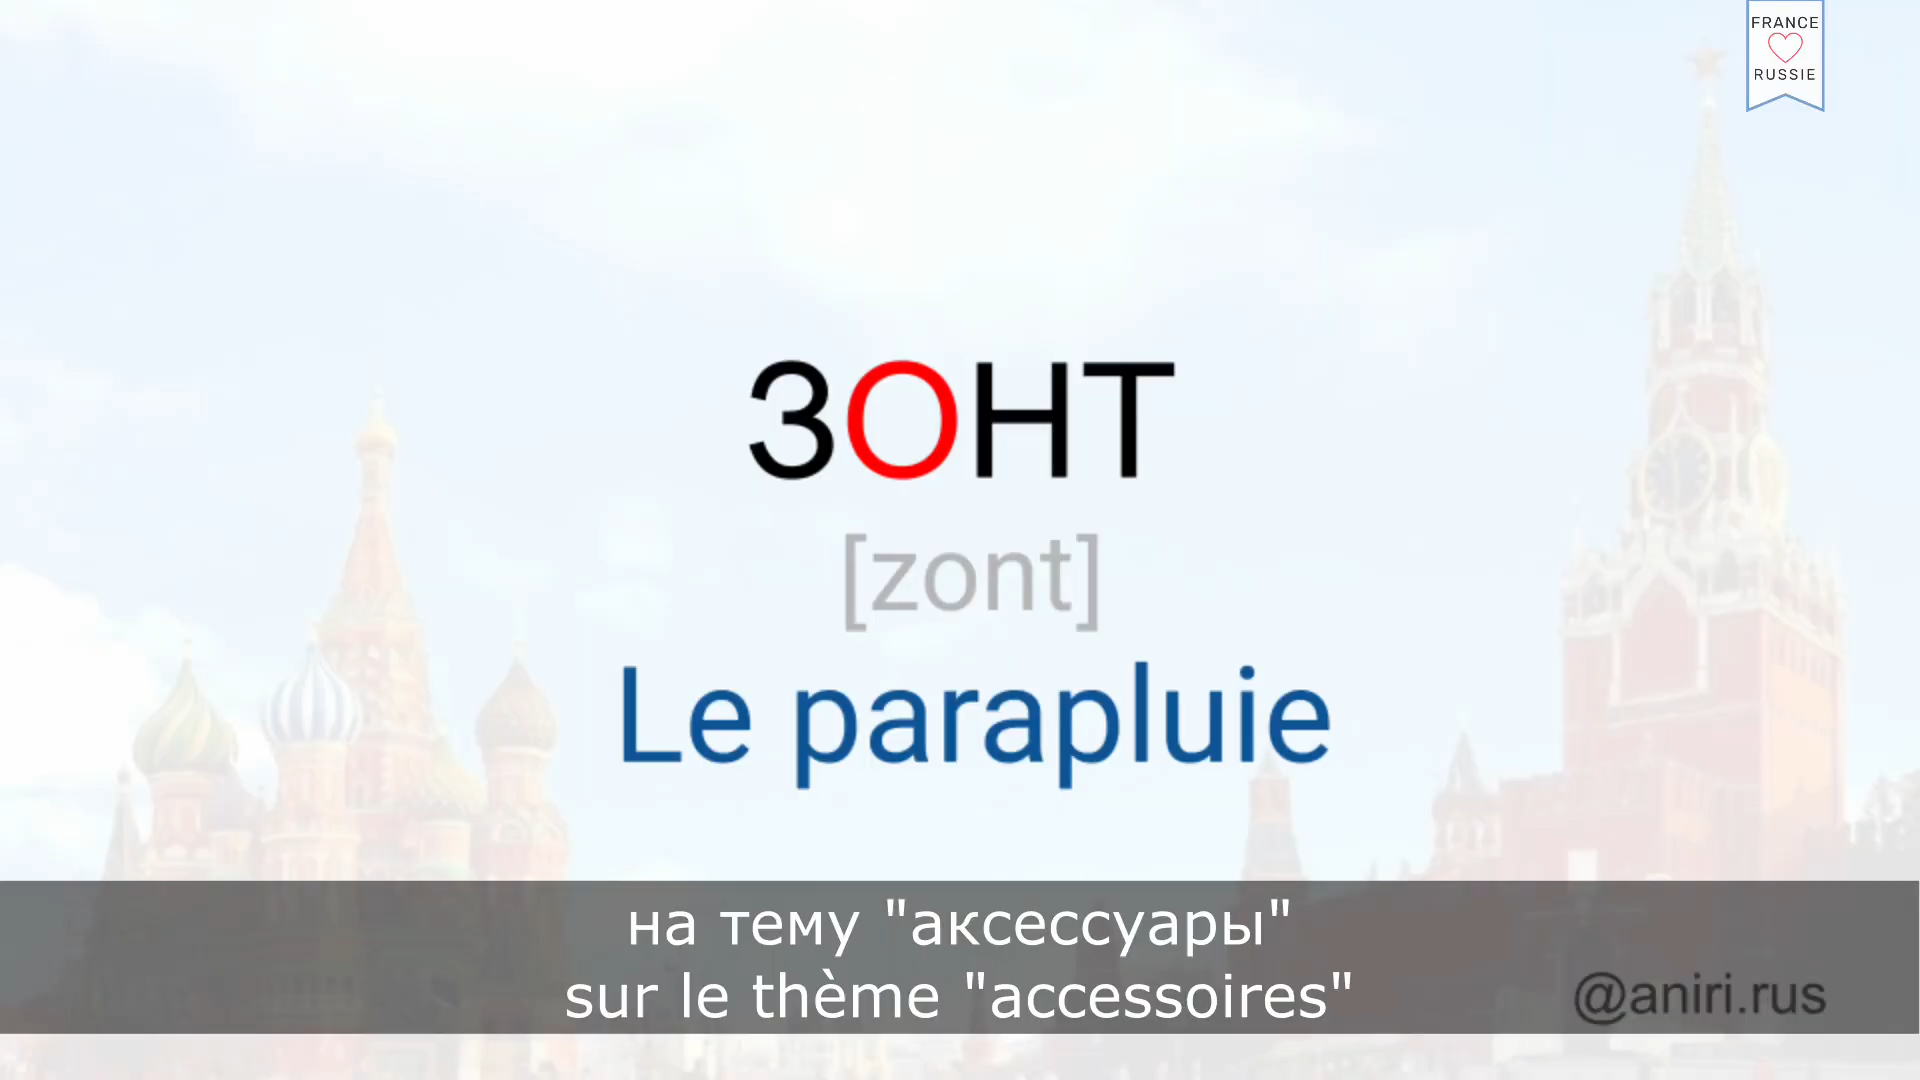 FRANCE
RUSSIE
ЗОНТ
[zont]
Le parapluie
на тему "аксессуары"
sur le thème "accessoires"
@aniri.rus